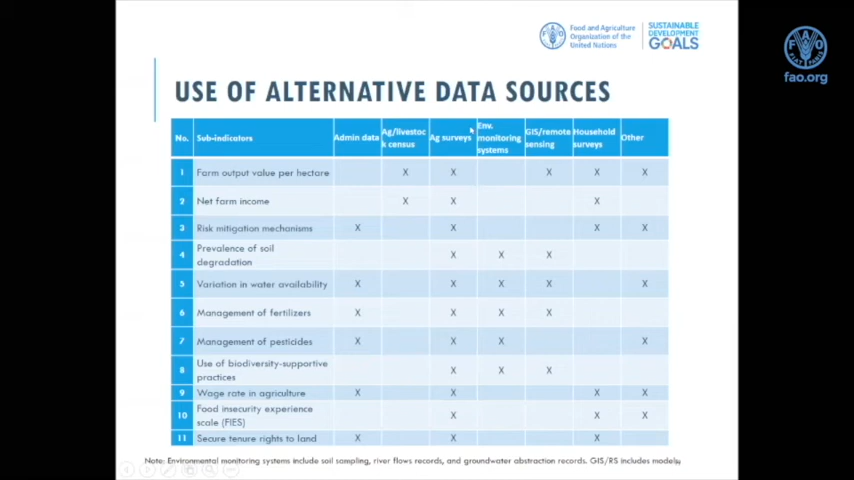 Food and Agriculture
Organization of the
United Nations
SUSTAINABLE
DEVELOPMENT
GOALS
FAO
FIAT PANIS
fao.org
USE OF ALTERNATIVE DATA SOURCES
No. Sub-indicators Admin data Ag/livestoc k census Ag surveys Env. monitoring systems GIS/remote sensing Household surveys Other
1 Farm output value per hectare X X X X X
2 Net farm income X X X
3 Risk mitigation mechanisms X X X X
4 Prevalence of soil degradation X X X
5 Variation in water availability X X X X X
6 Management of fertilizers X X X X
7 Management of pesticides X X X X
8 Use of biodiversity-supportive practices X X X
9 Wage rate in agriculture X X X X
10 Food insecurity experience scale (FIES) X X X
11 Secure tenure rights to land X X X
Note: Environmental monitoring systems include soil sampling, river flows records, and groundwater abstraction records. GIS/RS includes models.